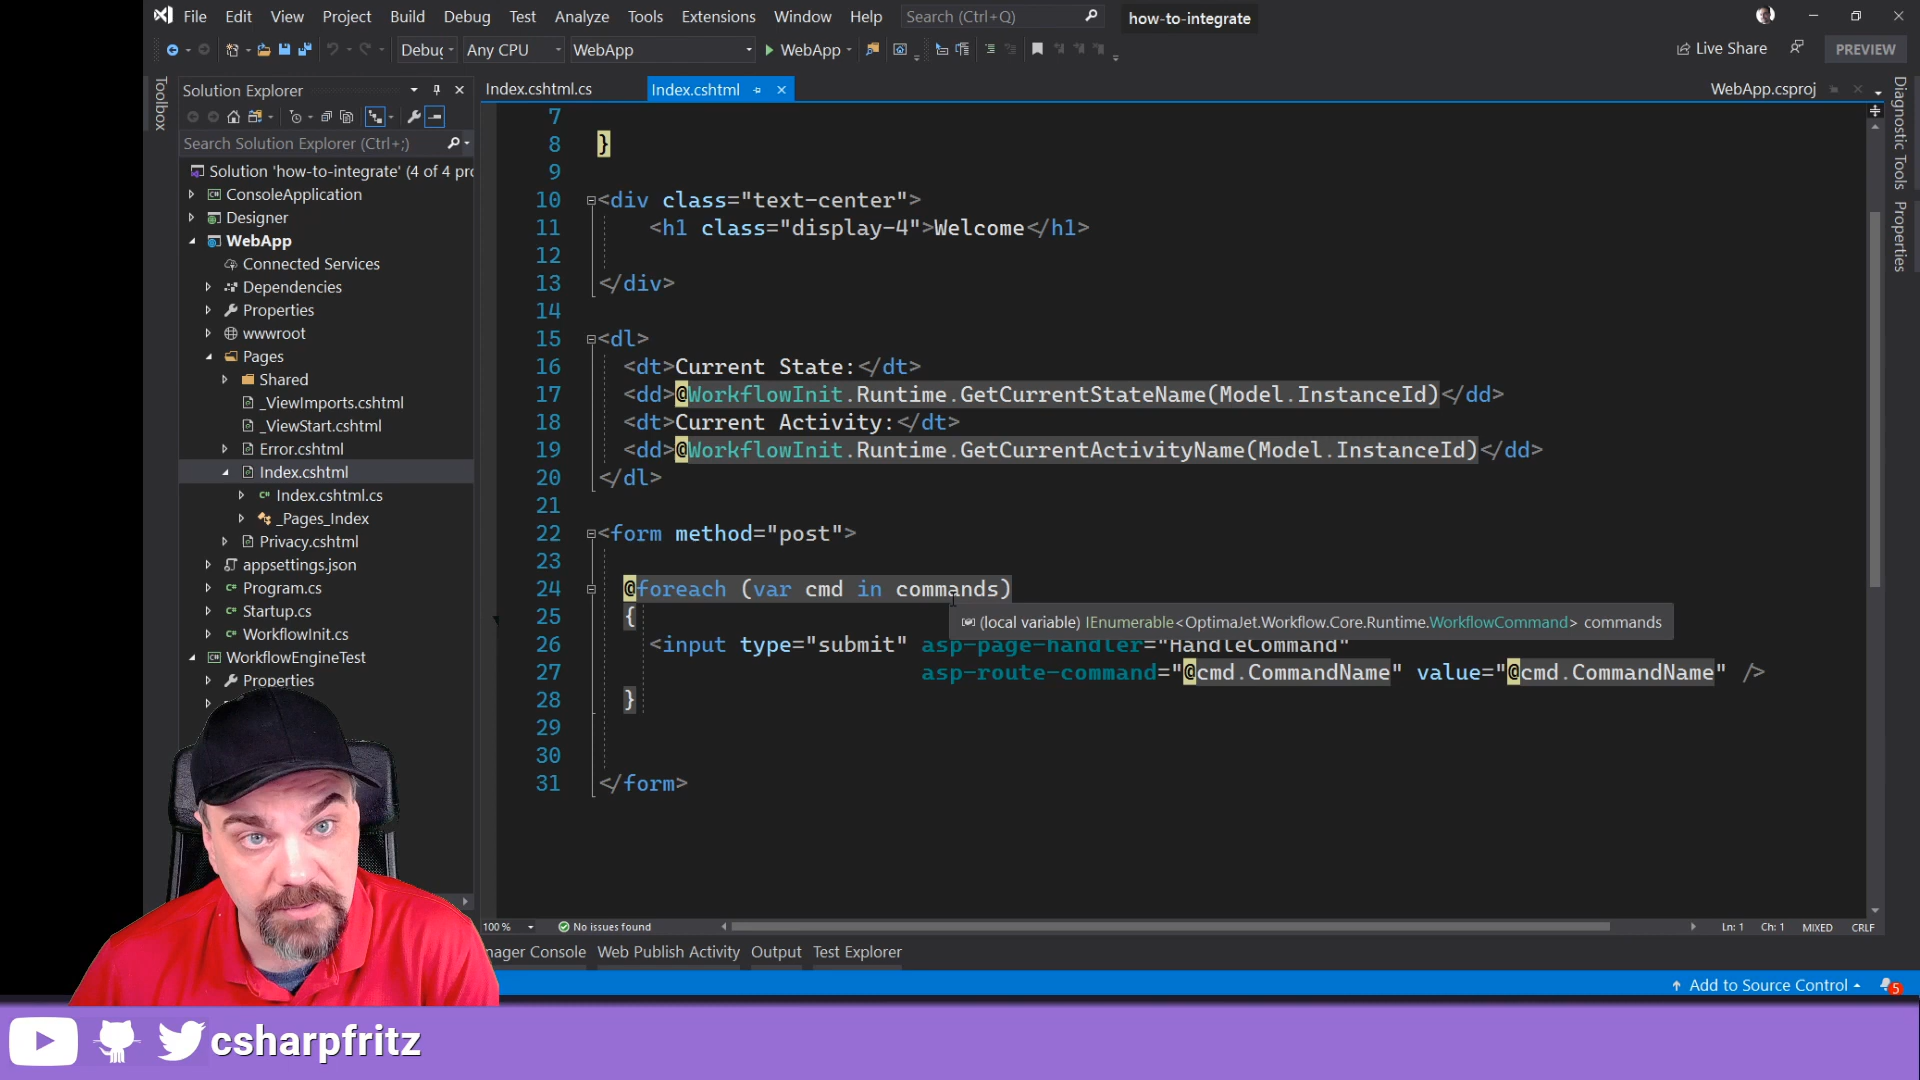 File Edit View Project Build Debug Test Analyze Tools Extensions Window Help Search (Ctrl+Q) how-to-integrate
Debug Any CPU WebApp WebApp Live Share PREVIEW
Toolbox
Solution Explorer
Search Solution Explorer (Ctrl+;)
Solution 'how-to-integrate' (4 of 4 pro
ConsoleApplication
Designer
WebApp
Connected Services
Dependencies
Properties
wwwroot
Pages
Shared
_ViewImports.cshtml
_ViewStart.cshtml
Error.cshtml
Index.cshtml
Index.cshtml.cs
_Pages_Index
Privacy.cshtml
appsettings.json
Program.cs
Startup.cs
WorkflowInit.cs
WorkflowEngineTest
Properties
Index.cshtml.cs Index.cshtml WebApp.csproj
7
8 }
9
10 <div class="text-center">
11 <h1 class="display-4">Welcome</h1>
12
13 </div>
14
15 <dl>
16 <dt>Current State:</dt>
17 <dd>@WorkflowInit.Runtime.GetCurrentStateName(Model.InstanceId)</dd>
18 <dt>Current Activity:</dt>
19 <dd>@WorkflowInit.Runtime.GetCurrentActivityName(Model.InstanceId)</dd>
20 </dl>
21
22 <form method="post">
23
24 @foreach (var cmd in commands)
25 {
(local variable) IEnumerable<OptimaJet.Workflow.Core.Runtime.WorkflowCommand> commands
26 <input type="submit" asp-page-handler="HandleCommand"
27 asp-route-command="@cmd.CommandName" value="@cmd.CommandName" />
28 }
29
30
31 </form>
Diagnostic Tools
Properties
100 % No issues found Ln: 1 Ch: 1 MIXED CRLF
nager Console Web Publish Activity Output Test Explorer
Add to Source Control 5
csharpfritz